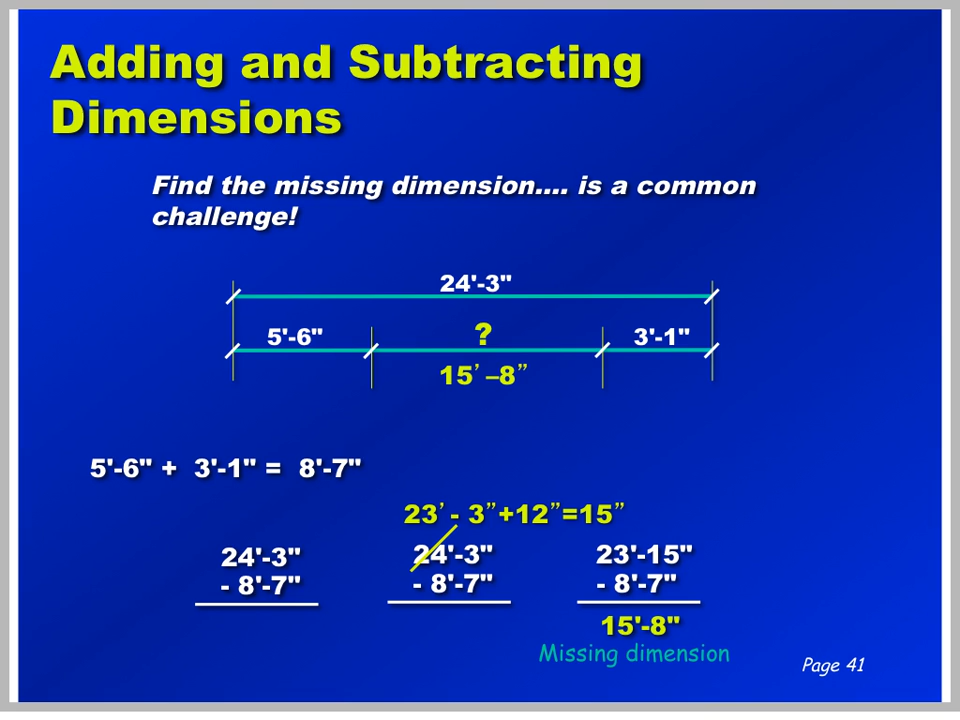 Adding and Subtracting
Dimensions
Find the missing dimension.... is a common
challenge!
24'-3"
5'-6"
?
3'-1"
15’ –8”
5'-6" + 3'-1" = 8'-7"
23’ - 3”+12”=15”
24'-3"
- 8'-7"
24'-3"
- 8'-7"
23'-15"
- 8'-7"
15'-8"
Missing dimension
Page 41